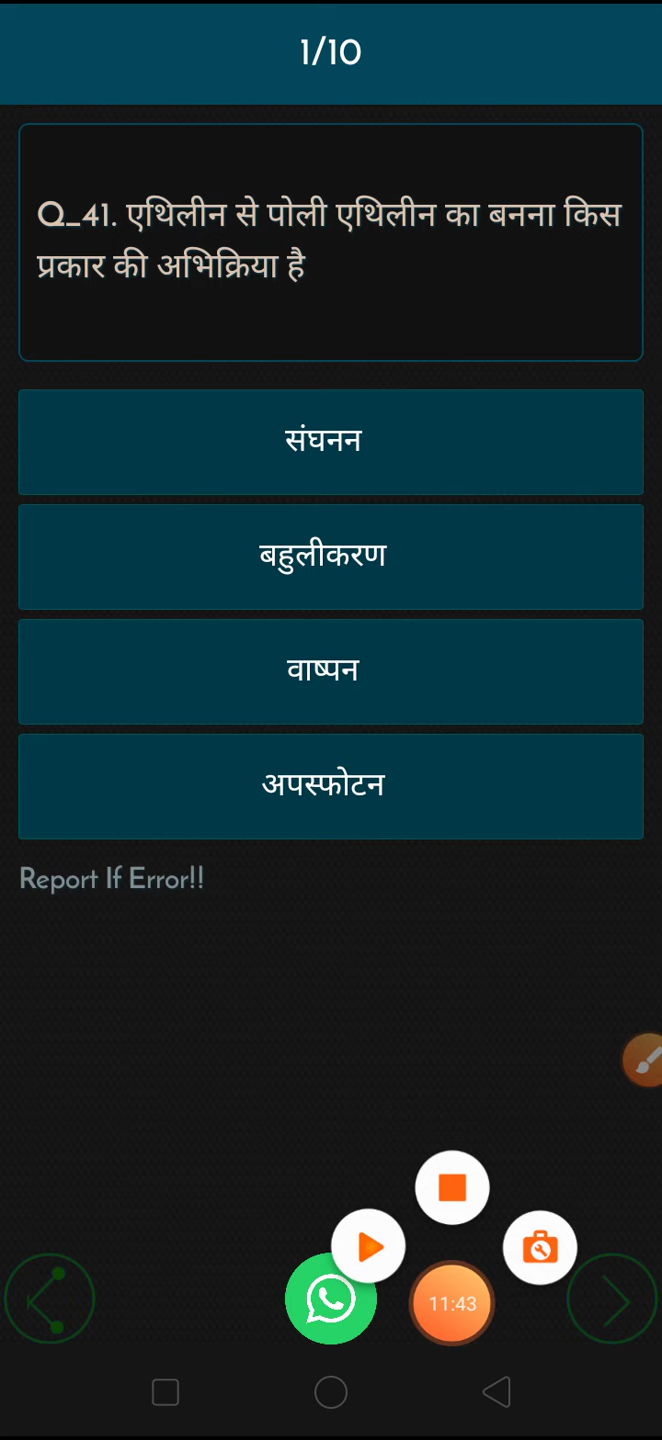 1/10
Q_41. एथिलीन से पोली एथिलीन का बनना किस
प्रकार की अभिक्रिया है
संघनन
बहुलीकरण
वाष्पन
अपस्फोटन
Report If Error!!
11:43